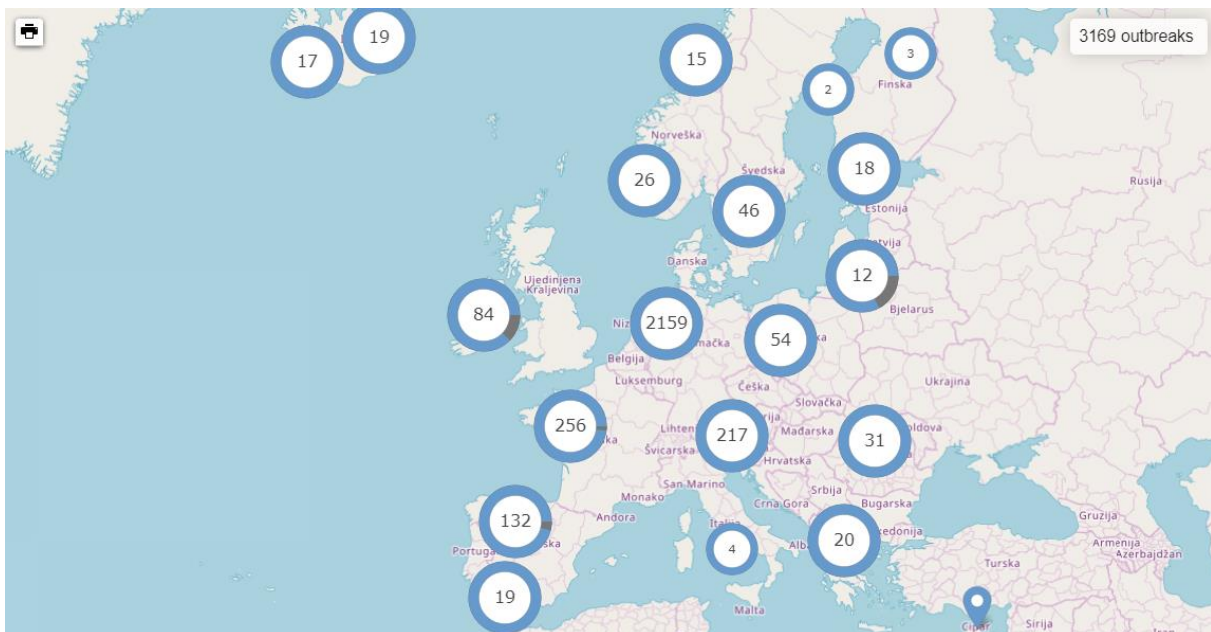 19
17
15
3
3169 outbreaks
2
Finska
Norveška
26
18
Švedska
Rusija
46
Estonija
Danska
12
Ujedinjena
Kraljevina
Bjelarus
84
2159
54
Belgija
Luksemburg
Češka
Ukrajina
Slovačka
256
217
Mađarska
31
Švicarska
Hrvatska
San Marino
Srbija
Monako
Crna Gora
Bugarska
132
Andora
Gruzija
20
Armenija
Azerbajdžan
4
Turska
19
Malta
Cipar
Sirija